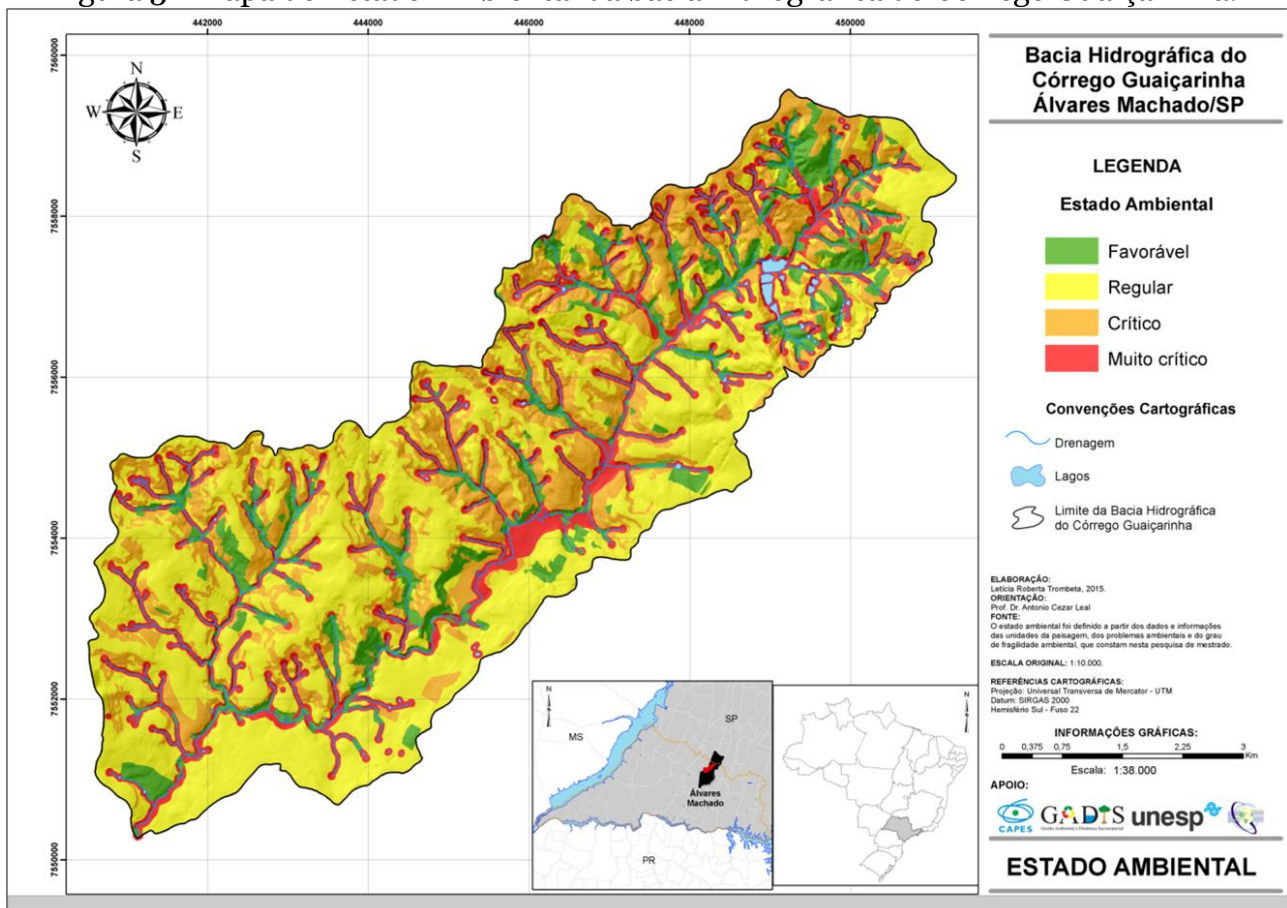 442000
444000
446000
448000
450000
7560000
7558000
7556000
7554000
7552000
7550000
N
W
E
S
Bacia Hidrográfica do
Córrego Guaiçarinha
Álvares Machado/SP
LEGENDA
Estado Ambiental
Favorável
Regular
Crítico
Muito crítico
Convenções Cartográficas
Drenagem
Lagos
Limite da Bacia Hidrográfica
do Córrego Guaiçarinha
ELABORAÇÃO:
Letícia Roberta Trombeta, 2015.
ORIENTAÇÃO:
Prof. Dr. Antonio Cezar Leal
FONTE:
O estado ambiental foi definido a partir dos dados e informações
das unidades da paisagem, dos problemas ambientais e do grau
de fragilidade ambiental, que constam nesta pesquisa de mestrado.
ESCALA ORIGINAL: 1:10.000.
REFERÊNCIAS CARTOGRÁFICAS:
Projeção: Universal Transversa de Mercator - UTM
Datum: SIRGAS 2000
Hemisfério Sul - Fuso 22
INFORMAÇÕES GRÁFICAS:
0 0,375 0,75 1,5 2,25 3
Km
Escala: 1:38.000
APOIO:
CAPES
GADIS
Gestão Ambiental e Dinâmica Socioespacial
unesp
ESTADO AMBIENTAL
N
MS
SP
Álvares
Machado
PR
N